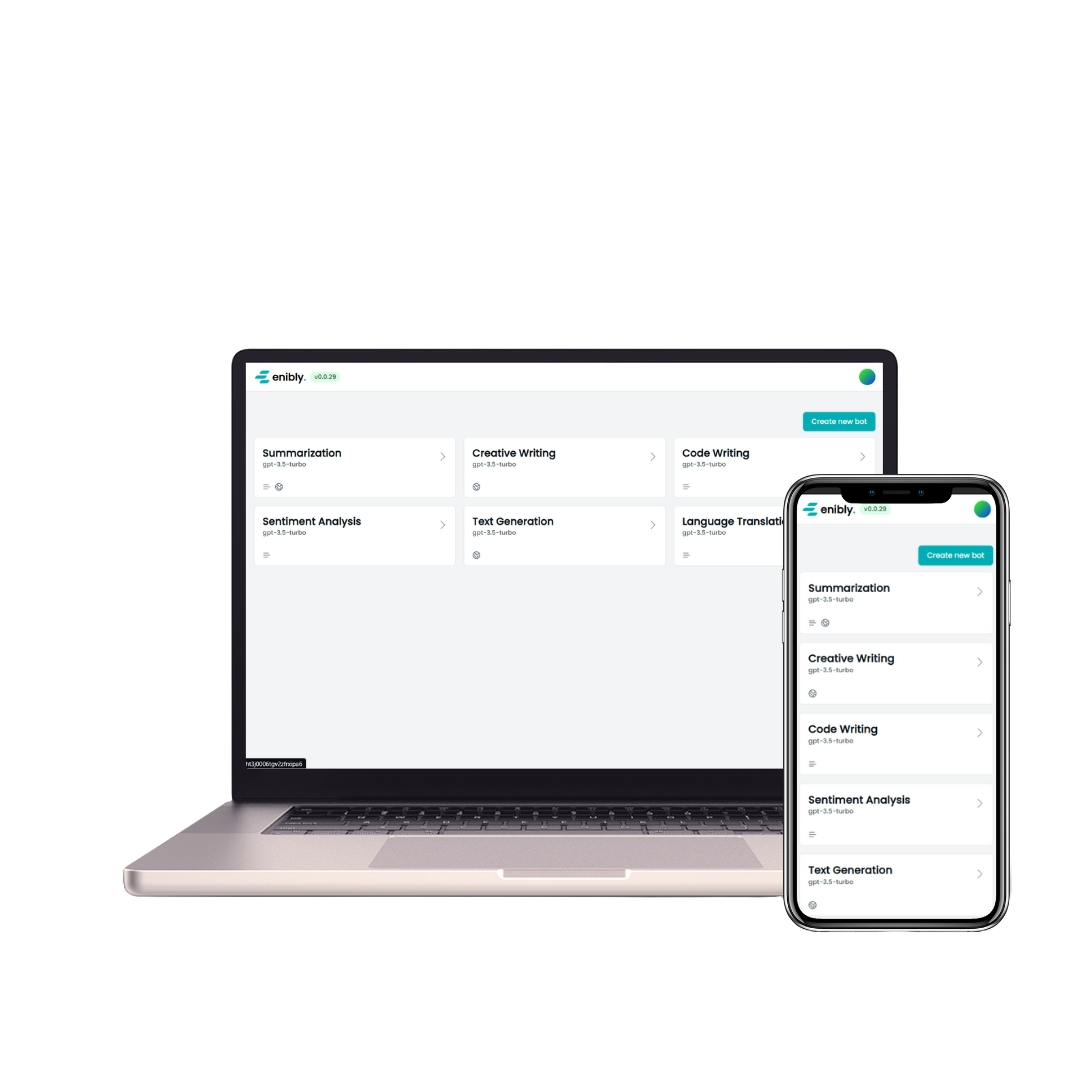 enibly. v0.0.29
Create new bot
Summarization
gpt-3.5-turbo
Creative Writing
gpt-3.5-turbo
Code Writing
gpt-3.5-turbo
Sentiment Analysis
gpt-3.5-turbo
Text Generation
gpt-3.5-turbo
Language Translati
gpt-3.5-turbo
enibly. v0.0.29
Create new bot
Summarization
gpt-3.5-turbo
Creative Writing
gpt-3.5-turbo
Code Writing
gpt-3.5-turbo
Sentiment Analysis
gpt-3.5-turbo
Text Generation
gpt-3.5-turbo